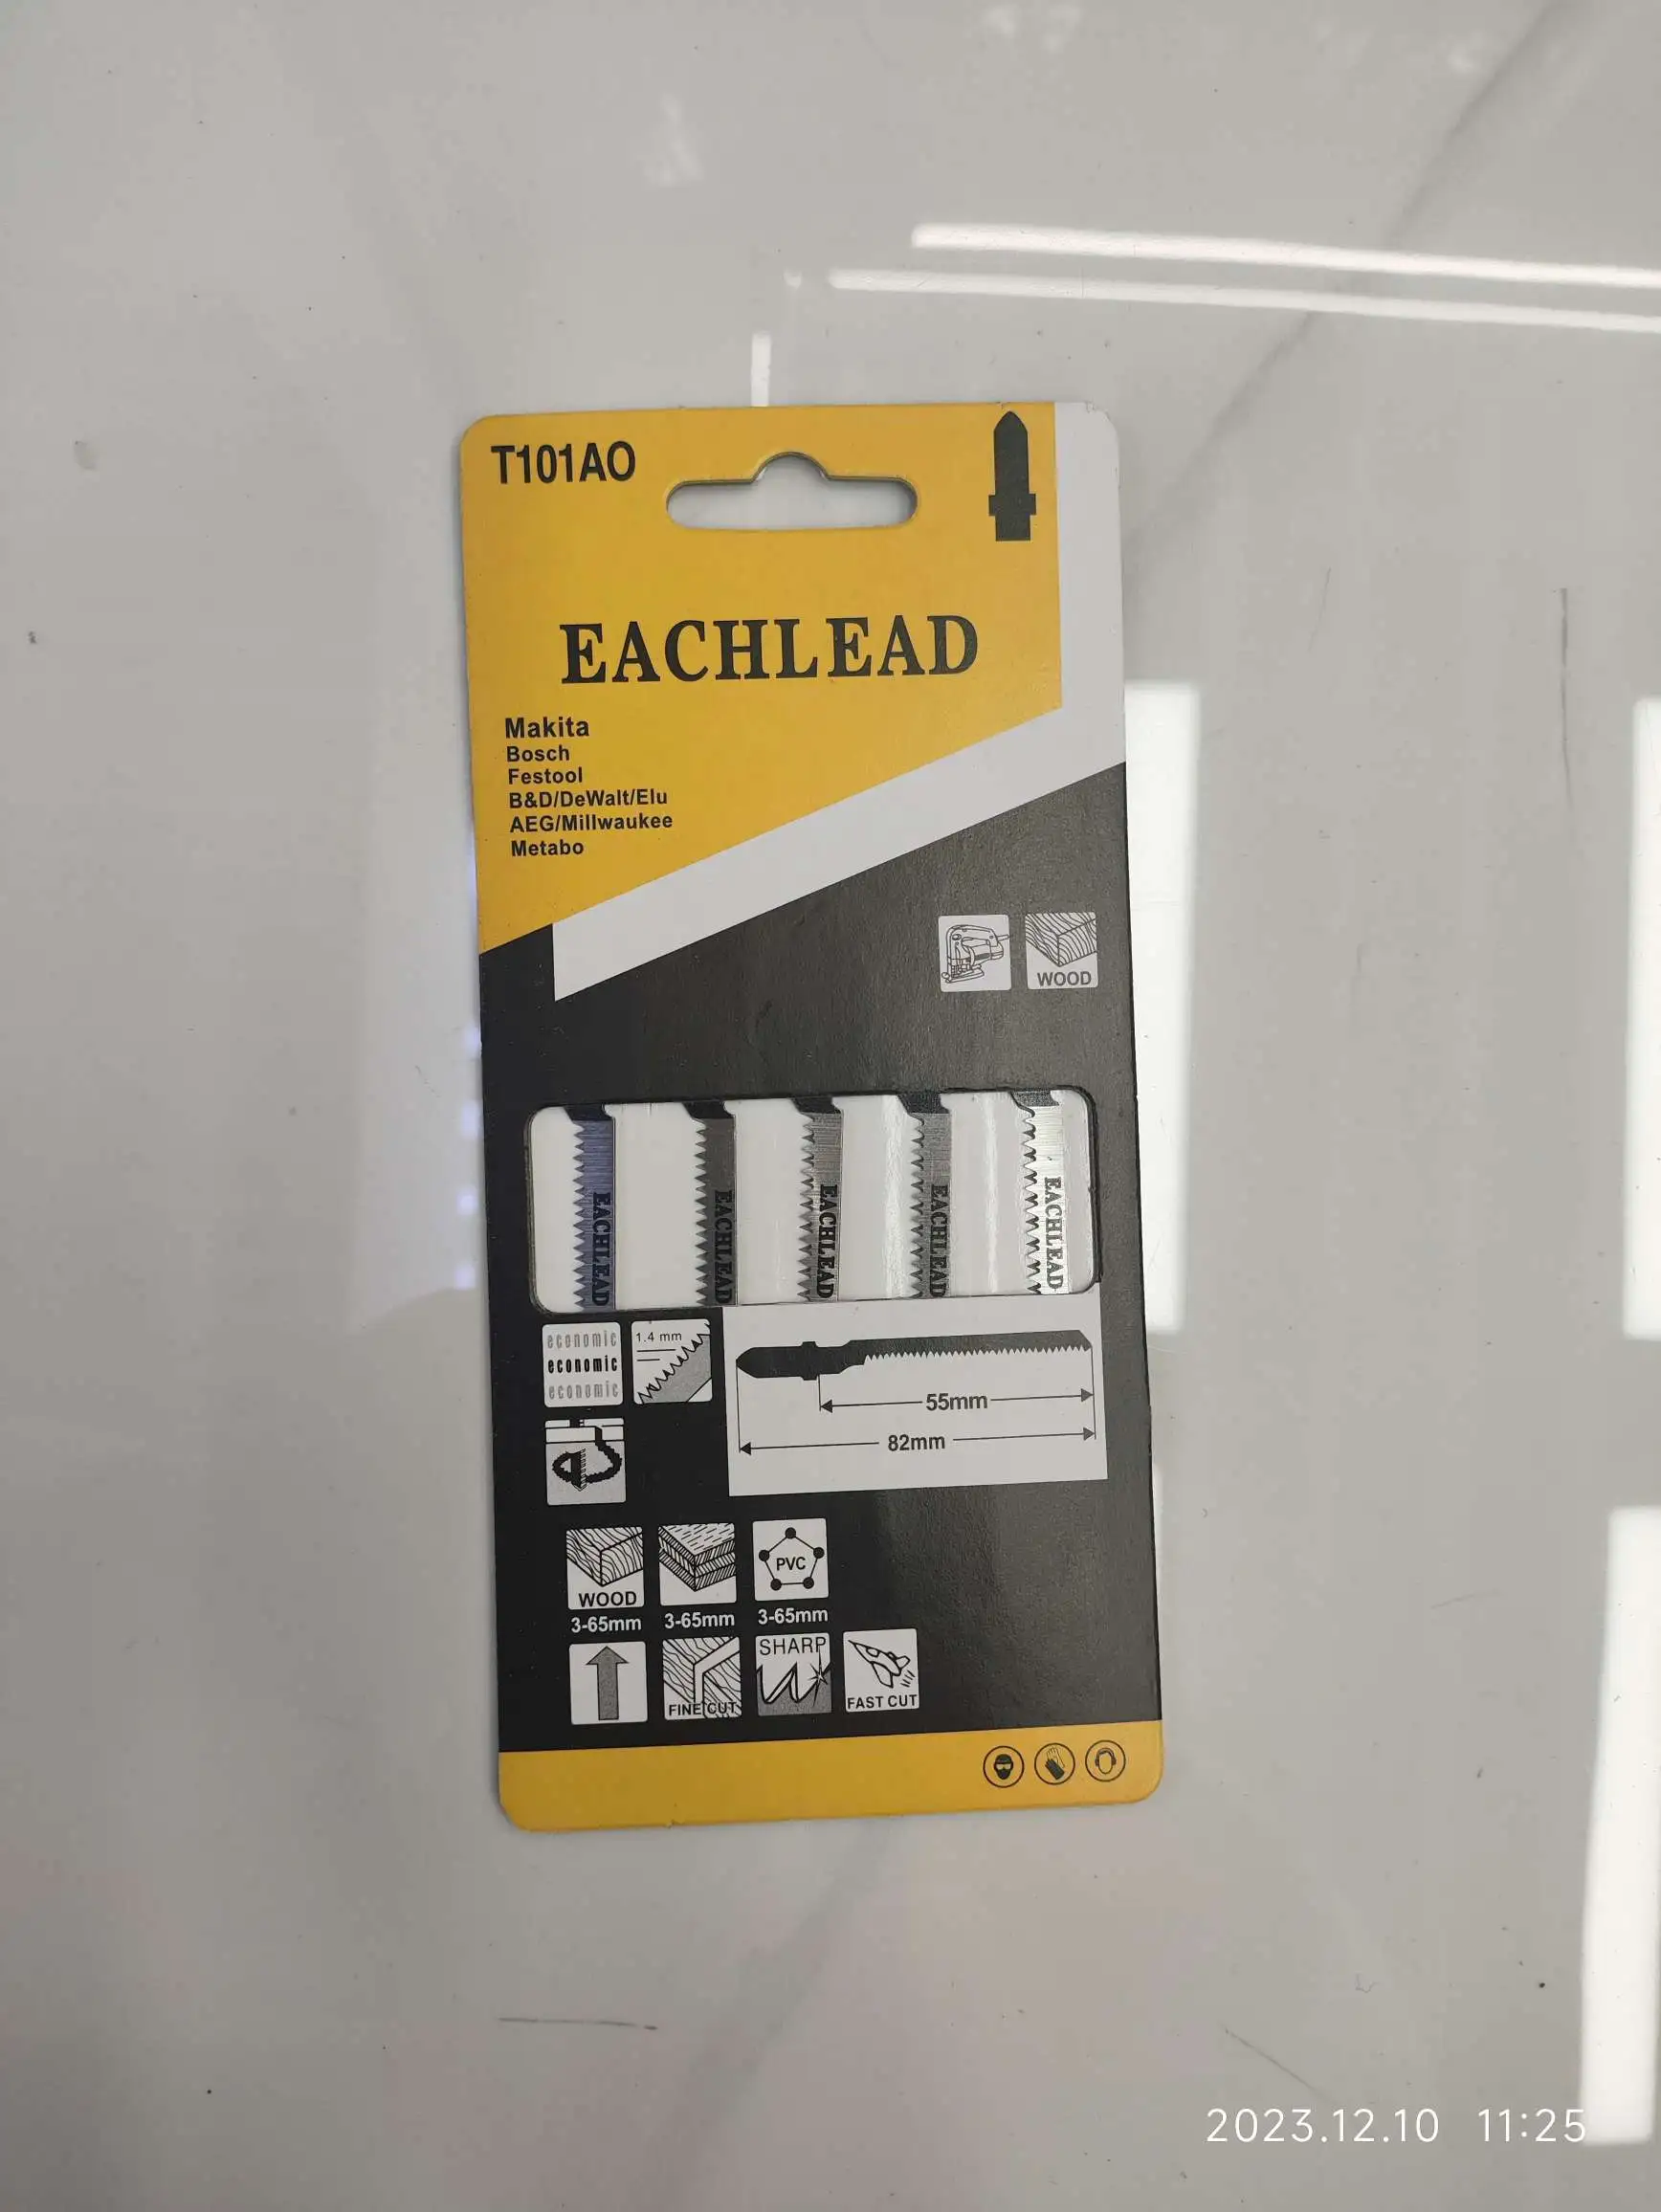 T101AO
EACHLEAD
Makita
Bosch
Festool
B&D/DeWalt/Elu
AEG/Millwaukee
Metabo
WOOD
EACHLEAD
EACHLEAD
EACHLEAD
EACHLEAD
EACHLEAD
economic
economic
economic
1.4 mm
55mm
82mm
WOOD
PVC
3-65mm
3-65mm
3-65mm
FINE CUT
SHARP
FAST CUT
2023.12.10 11:25